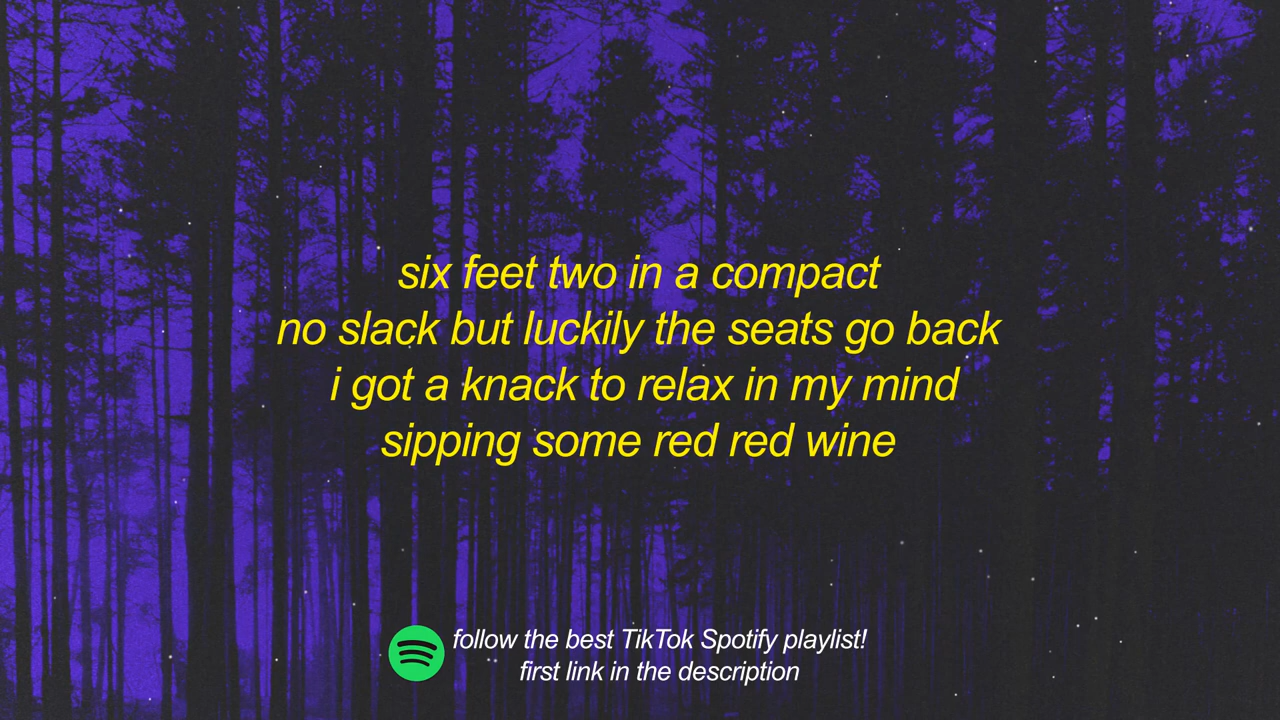 six feet two in a compact
no slack but luckily the seats go back
i got a knack to relax in my mind
sipping some red red wine
follow the best TikTok Spotify playlist!
first link in the description